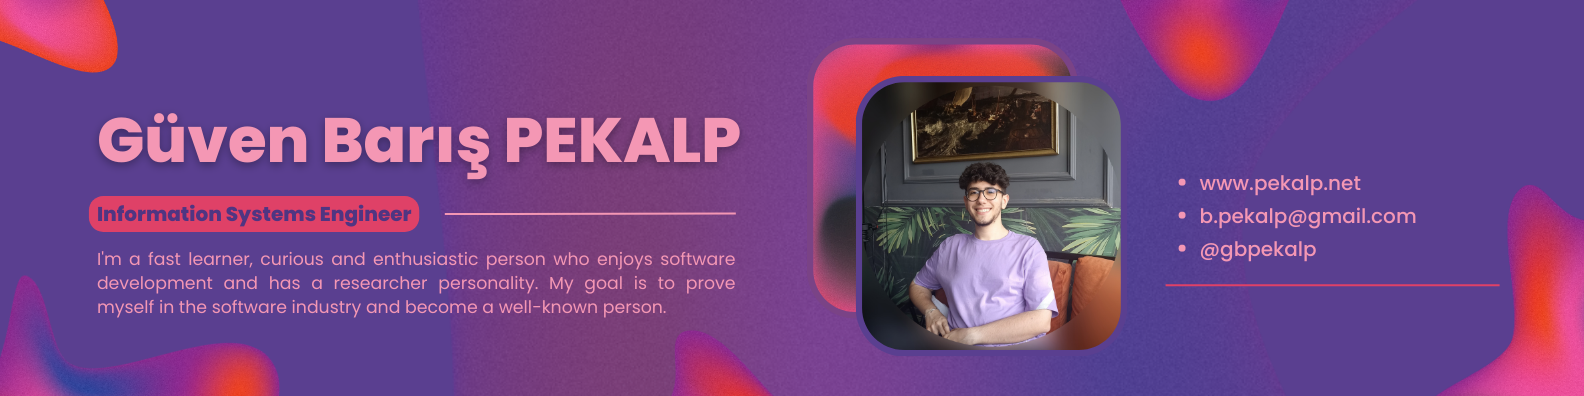 Güven Barış PEKALP
Information Systems Engineer
I'm a fast learner, curious and enthusiastic person who enjoys software
development and has a researcher personality. My goal is to prove
myself in the software industry and become a well-known person.
• www.pekalp.net
• b.pekalp@gmail.com
• @gbpekalp